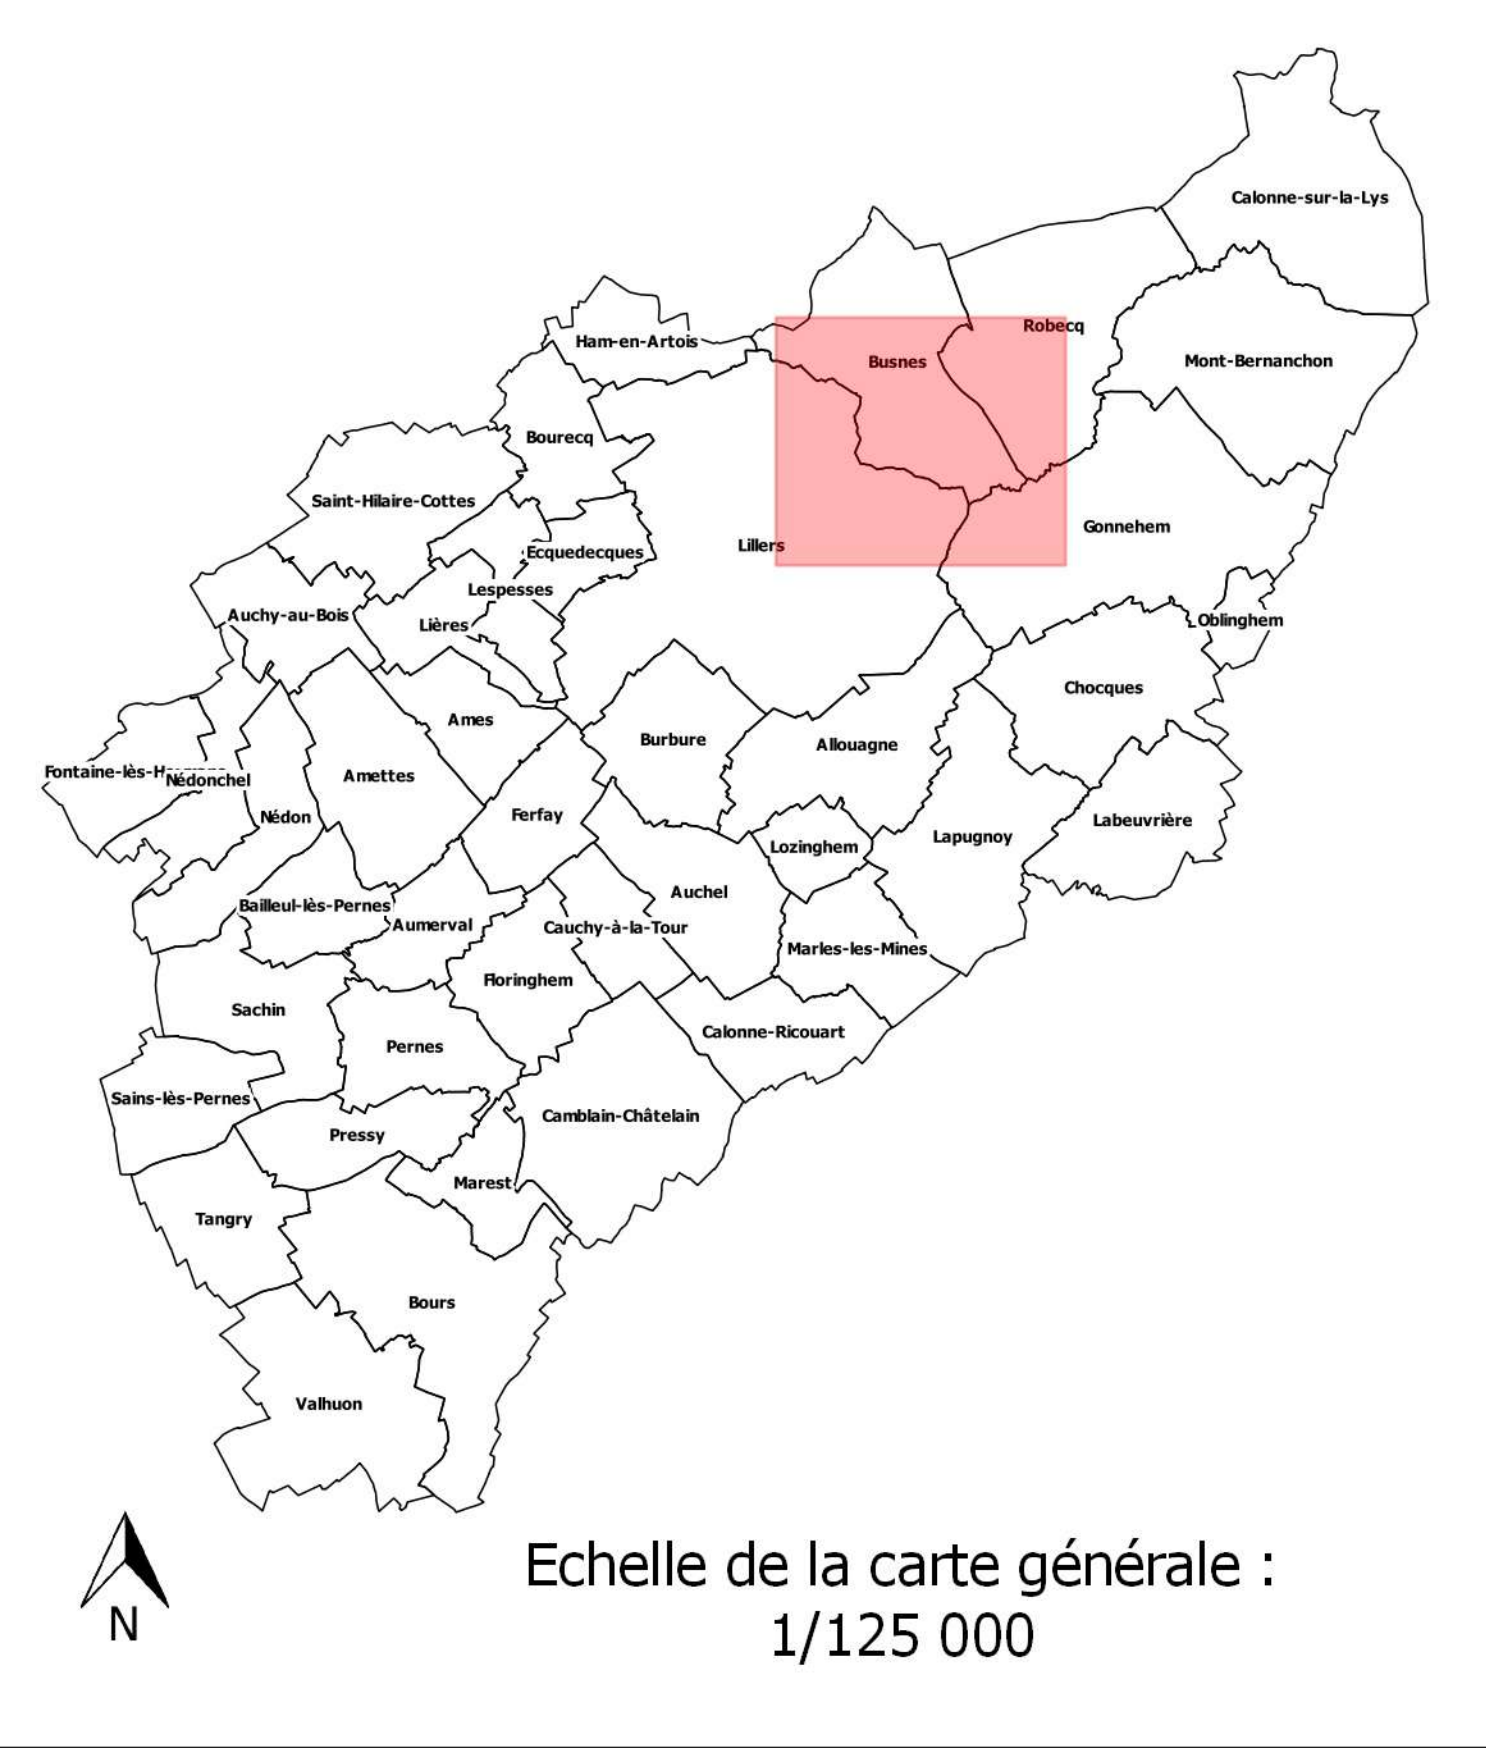 Calonne-sur-la-Lys
Robecq
Ham-en-Artois
Busnes
Mont-Bernanchon
Bourecq
Saint-Hilaire-Cottes
Gonnehem
Lillers
Ecquedecques
Lespesses
Auchy-au-Bois
Lières
Oblinghem
Chocques
Ames
Burbure
Allouagne
Fontaine-lès-H
Nédonchel
Amettes
Nédon
Ferfay
Labeuvrière
Lapugnoy
Lozinghem
Auchel
Bailleul-lès-Pernes
Aumerval
Cauchy-à-la-Tour
Marles-les-Mines
Floringhem
Sachin
Calonne-Ricouart
Pernes
Sains-lès-Pernes
Camblain-Châtelain
Pressy
Marest
Tangry
Bours
Valhuon
N
Echelle de la carte générale :
1/125 000